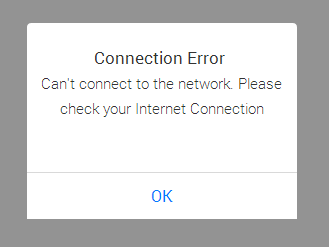 Connection Error
Can't connect to the network. Please
check your Internet Connection
OK